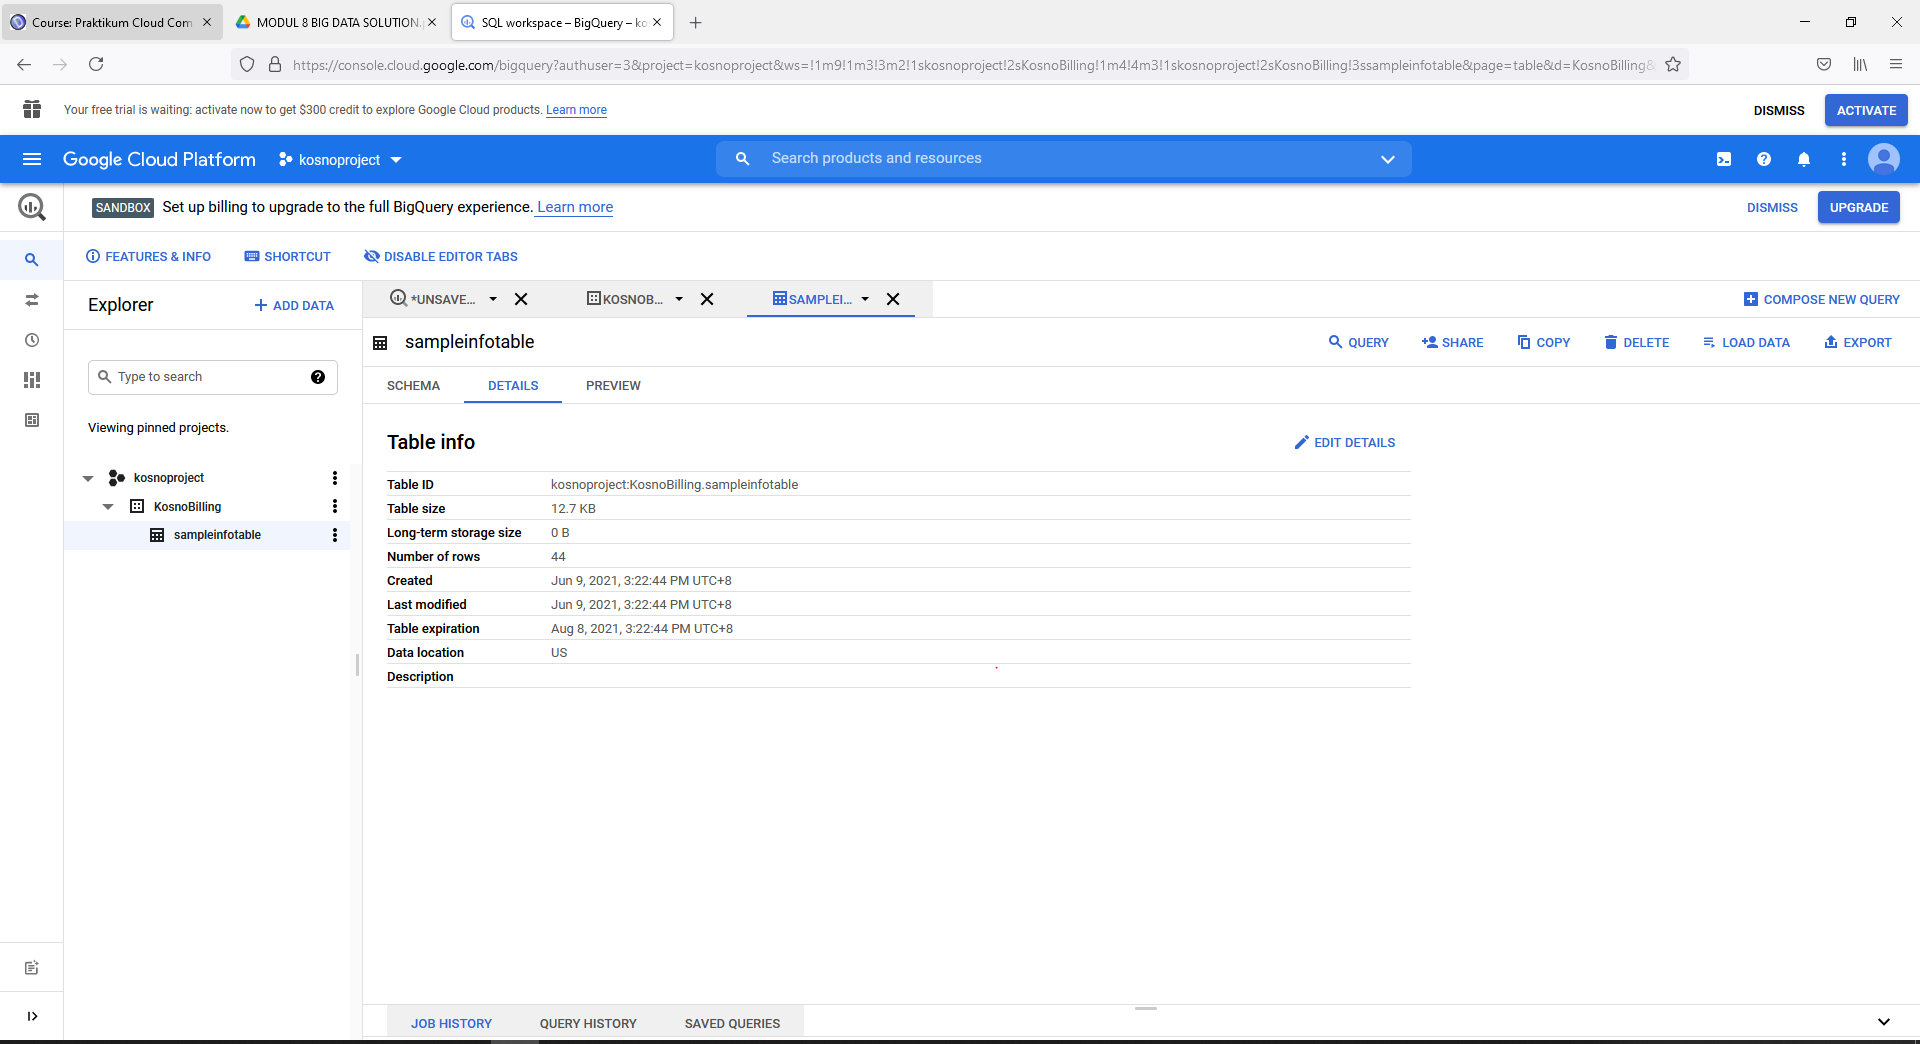 Course: Praktikum Cloud Com
MODUL 8 BIG DATA SOLUTION.
SQL workspace – BigQuery – ko
https://console.cloud.google.com/bigquery?authuser=3&project=kosnoproject&ws=!1m9!1m3!3m2!1skosnoproject!2sKosnoBilling!1m4!4m3!1skosnoproject!2sKosnoBilling!3ssampleinfotable&page=table&d=KosnoBilling&
Your free trial is waiting: activate now to get $300 credit to explore Google Cloud products. Learn more
DISMISS
ACTIVATE
Google Cloud Platform
kosnoproject
Search products and resources
SANDBOX Set up billing to upgrade to the full BigQuery experience. Learn more
DISMISS
UPGRADE
FEATURES & INFO
SHORTCUT
DISABLE EDITOR TABS
Explorer
ADD DATA
*UNSAVE...
KOSNOB...
SAMPLEI...
COMPOSE NEW QUERY
sampleinfotable
QUERY
SHARE
COPY
DELETE
LOAD DATA
EXPORT
Type to search
SCHEMA
DETAILS
PREVIEW
Viewing pinned projects.
kosnoproject
KosnoBilling
sampleinfotable
Table info
EDIT DETAILS
Table ID kosnoproject:KosnoBilling.sampleinfotable
Table size 12.7 KB
Long-term storage size 0 B
Number of rows 44
Created Jun 9, 2021, 3:22:44 PM UTC+8
Last modified Jun 9, 2021, 3:22:44 PM UTC+8
Table expiration Aug 8, 2021, 3:22:44 PM UTC+8
Data location US
Description
JOB HISTORY
QUERY HISTORY
SAVED QUERIES